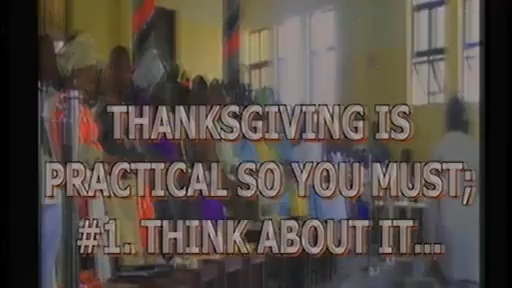 THANKSGIVING IS
PRACTICAL SO YOU MUST;
#1. THINK ABOUT IT...